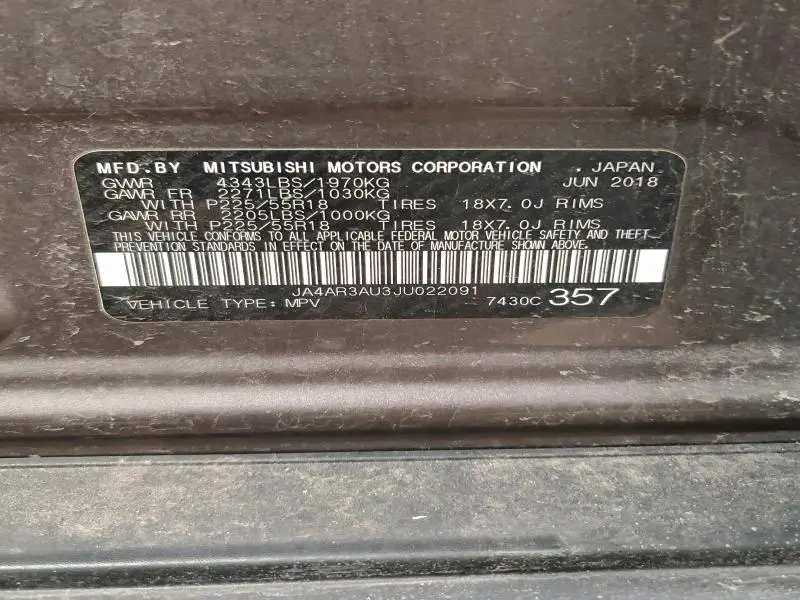 MFD.BY MITSUBISHI MOTORS CORPORATION . JAPAN
GVWR 4343LBS/1970KG JUN 2018
GAWR FR 2271LBS/1030KG
WITH P225/55R18 TIRES 18X7.0J RIMS
GAWR RR 2205LBS/1000KG
WITH P225/55R18 TIRES 18X7.0J RIMS
THIS VEHICLE CONFORMS TO ALL APPLICABLE FEDERAL MOTOR VEHICLE SAFETY AND THEFT
PREVENTION STANDARDS IN EFFECT ON THE DATE OF MANUFACTURE SHOWN ABOVE.
JA4AR3AU3JU022091
VEHICLE TYPE: MPV 7430C 357